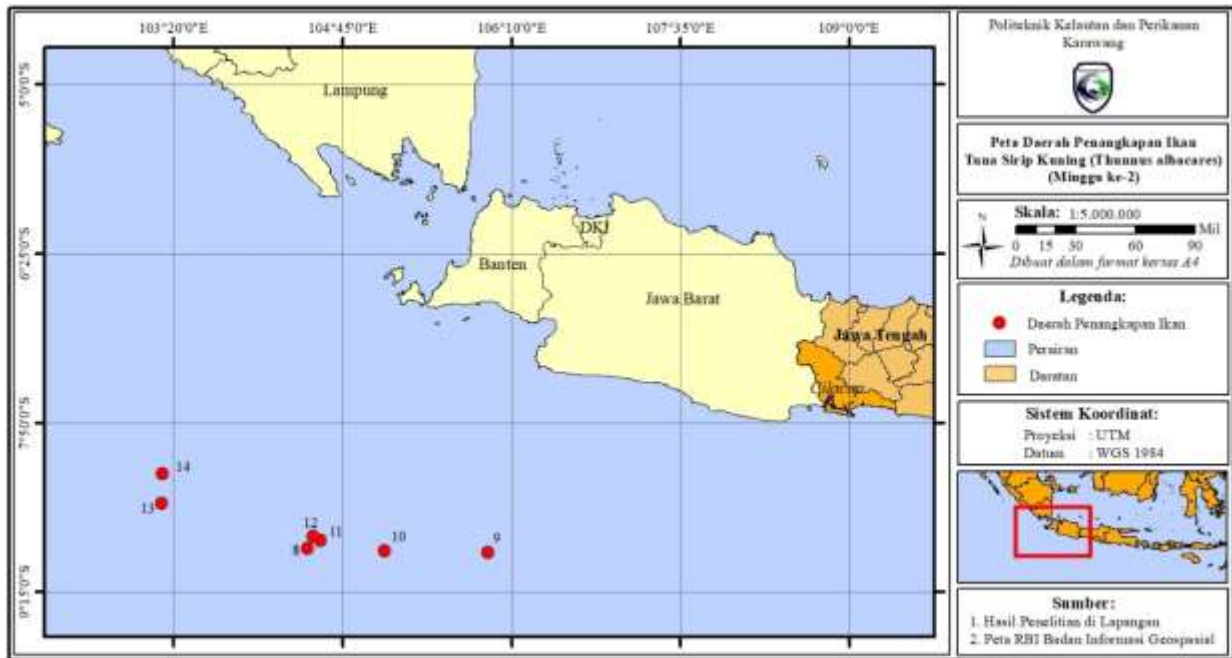 103°20'0"E 104°45'0"E 106°10'0"E 107°35'0"E 109°0'0"E
5°0'0"S
6°25'0"S
7°50'0"S
9°15'0"S
Lampung
DKJ
Banten
Jawa Barat
Jawa Tengah
Cilacap
14
13
12
11
8
10
9
Politeknik Kelautan dan Perikanan
Karawang
Peta Daerah Penangkapan Ikan
Tuna Sirip Kuning (Thunnus albacares)
(Minggu ke-2)
N
Skala: 1:5.000.000
Mil
0 15 30 60 90
Dibuat dalam format kertas A4
Legenda:
Daerah Penangkapan Ikan
Perairan
Daratan
Sistem Koordinat:
Proyeksi : UTM
Datum : WGS 1984
Sumber:
1. Hasil Penelitian di Lapangan
2. Peta RBI Badan Informasi Geospasial